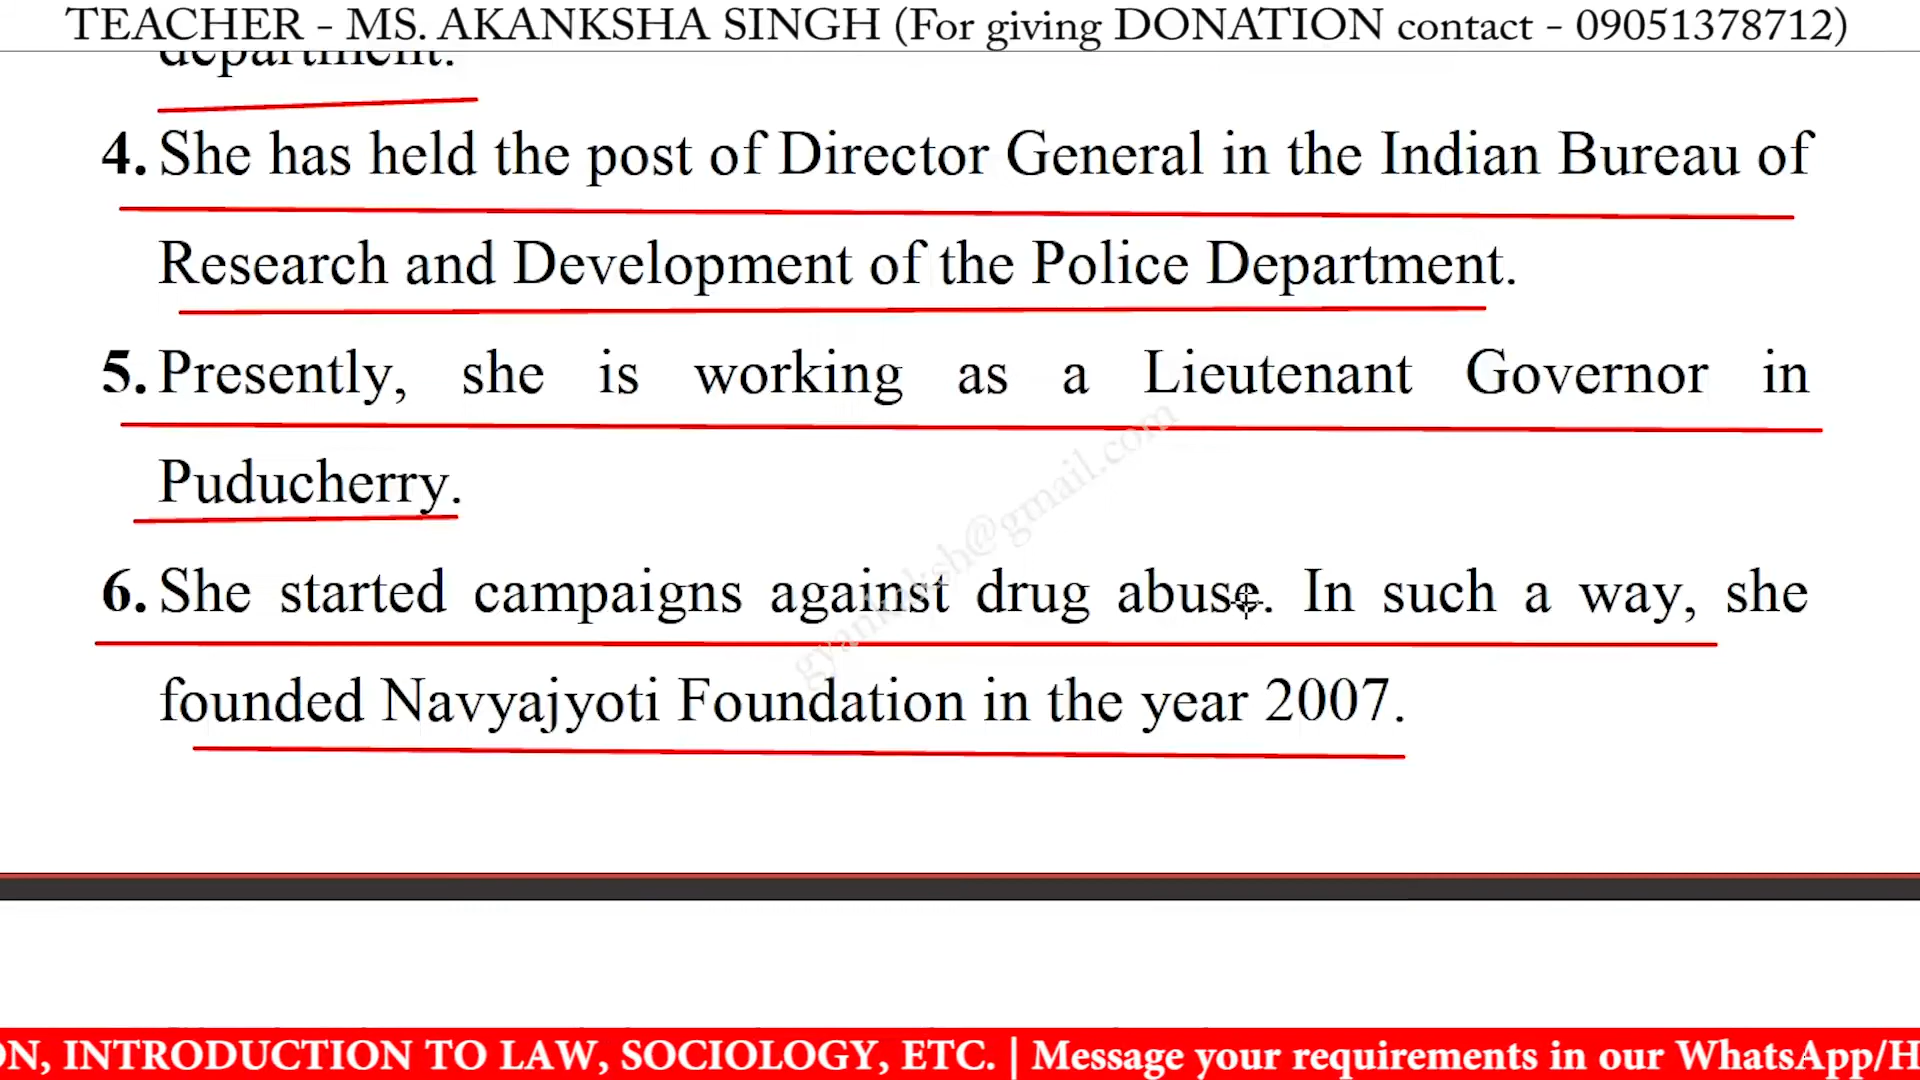 TEACHER - MS. AKANKSHA SINGH (For giving DONATION contact - 09051378712)
department.
4. She has held the post of Director General in the Indian Bureau of
Research and Development of the Police Department.
5. Presently, she is working as a Lieutenant Governor in
Puducherry.
6. She started campaigns against drug abuse. In such a way, she
founded Navyajyoti Foundation in the year 2007.
ON, INTRODUCTION TO LAW, SOCIOLOGY, ETC. | Message your requirements in our WhatsApp/H